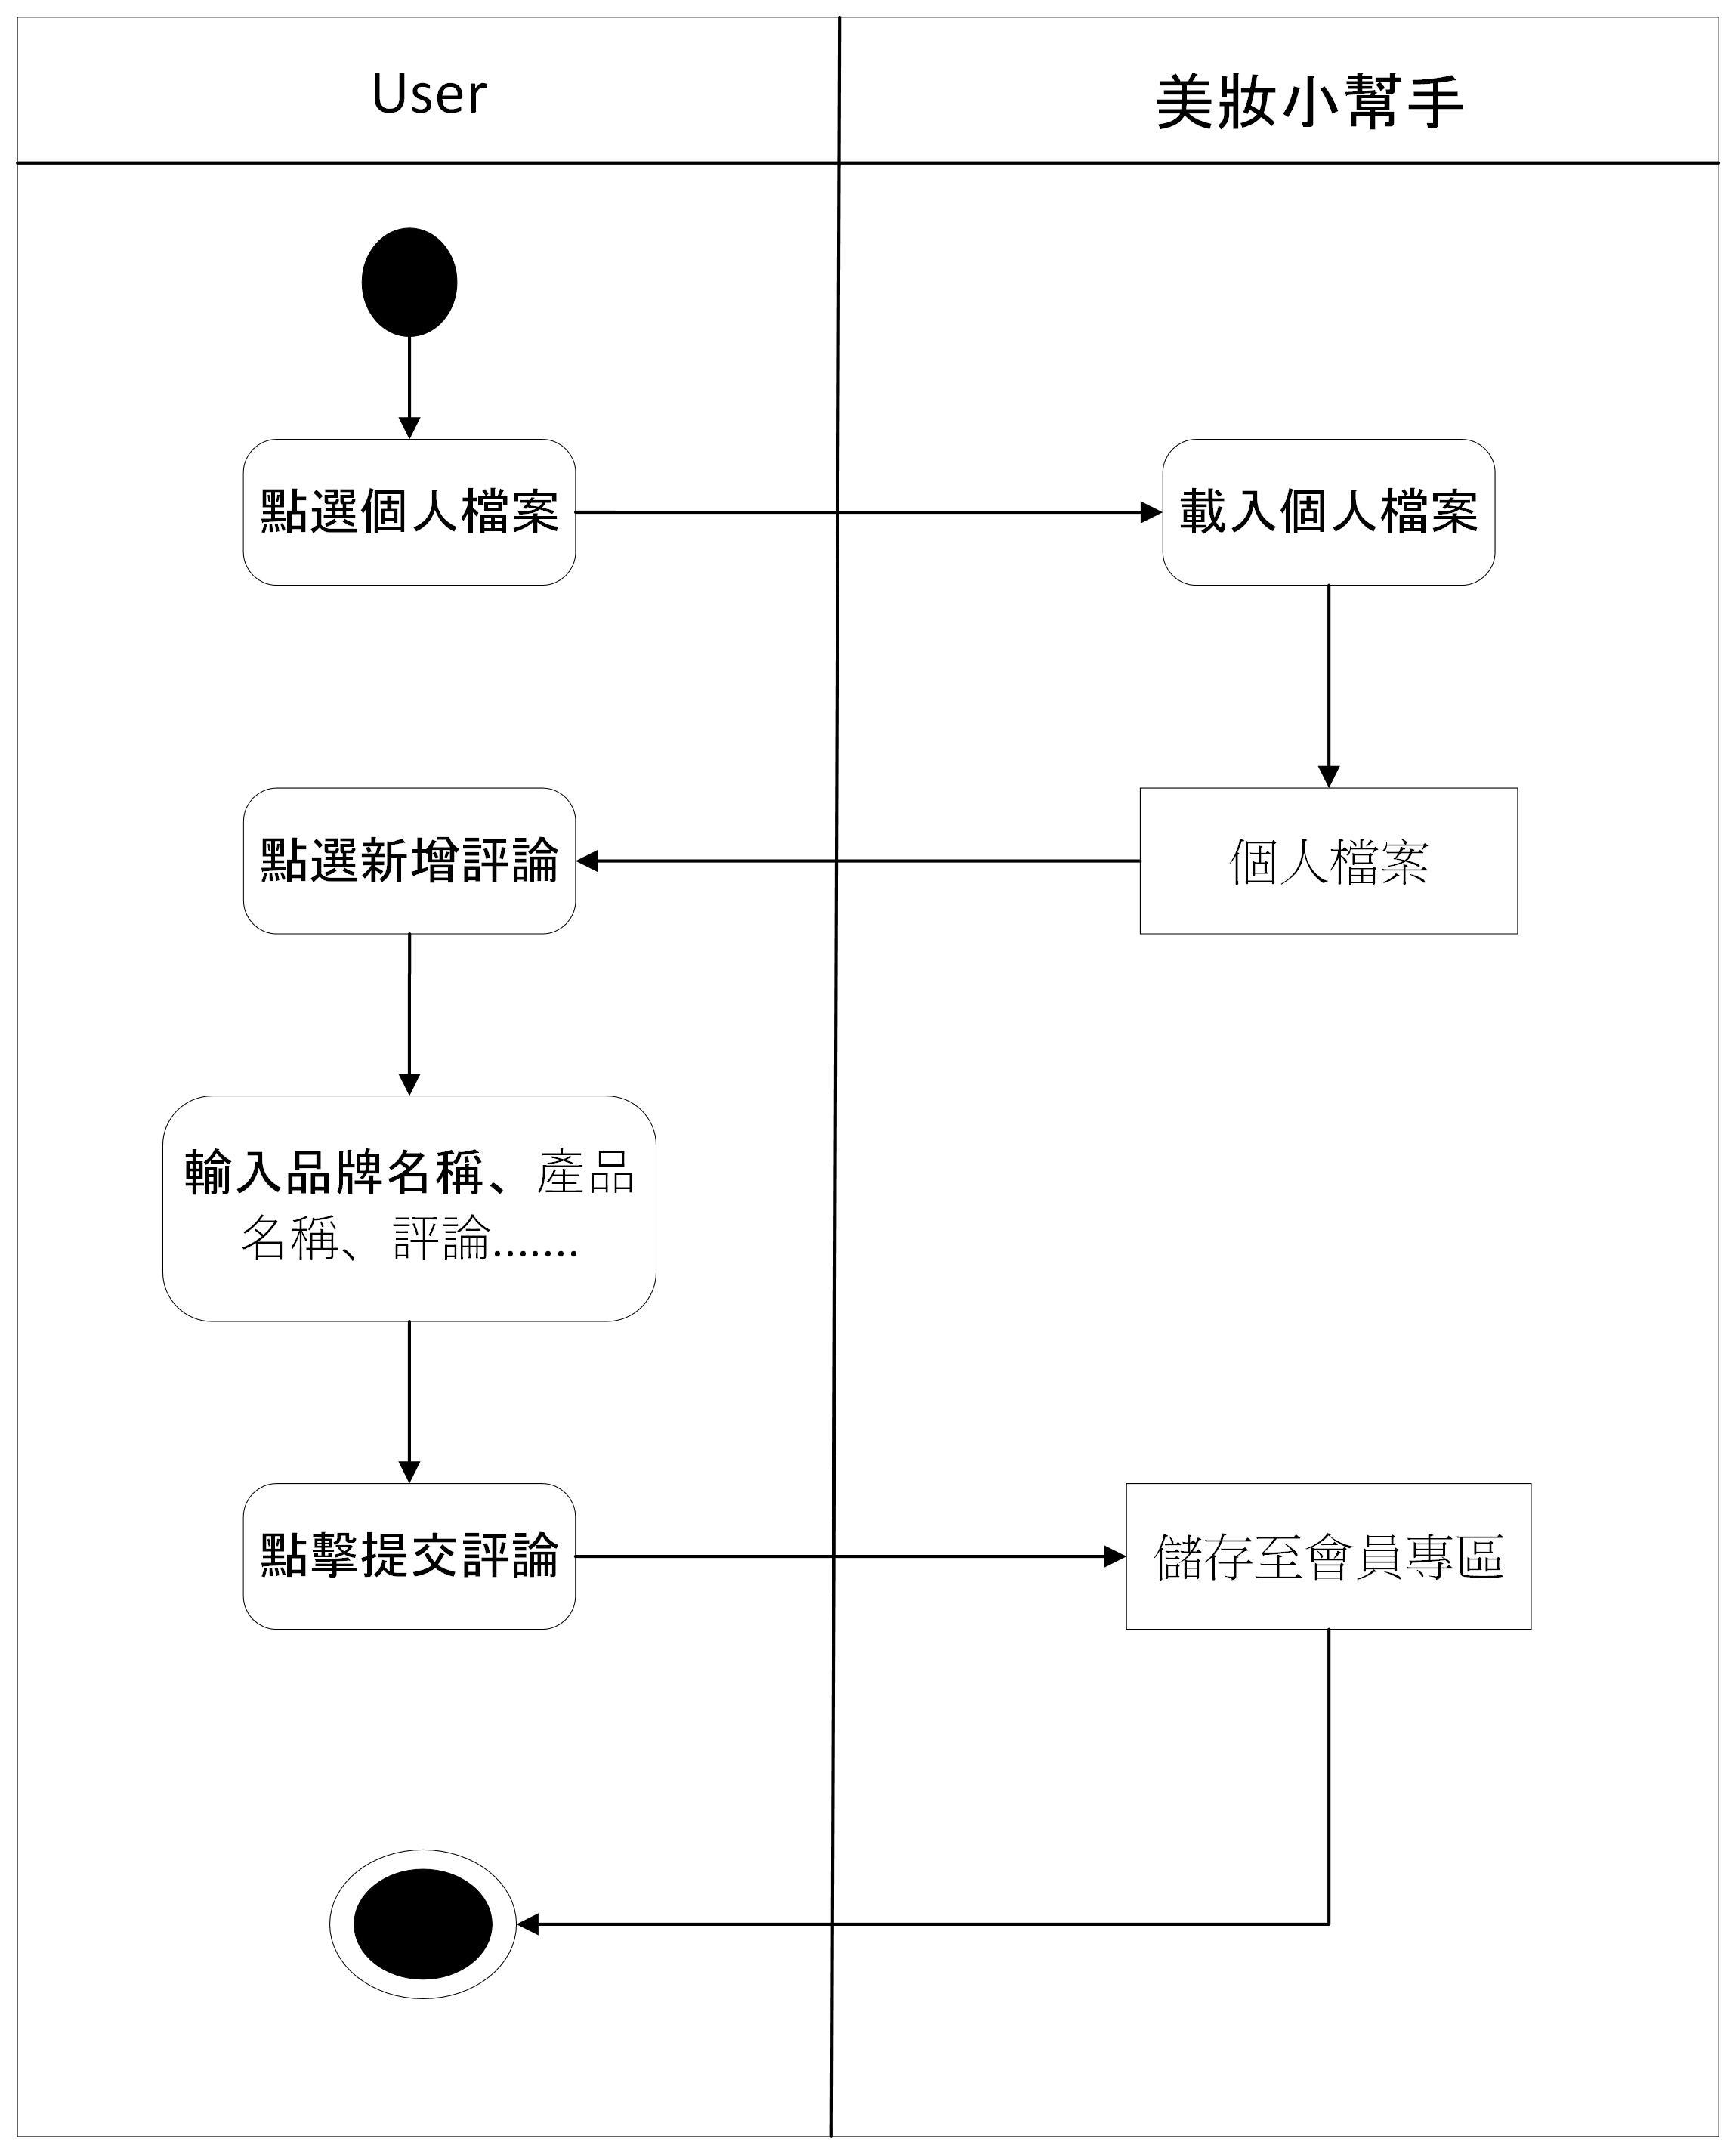 User
美妝小幫手
點選個人檔案
載入個人檔案
點選新增評論
個人檔案
輸入品牌名稱、產品
名稱、評論.......
點擊提交評論
儲存至會員專區